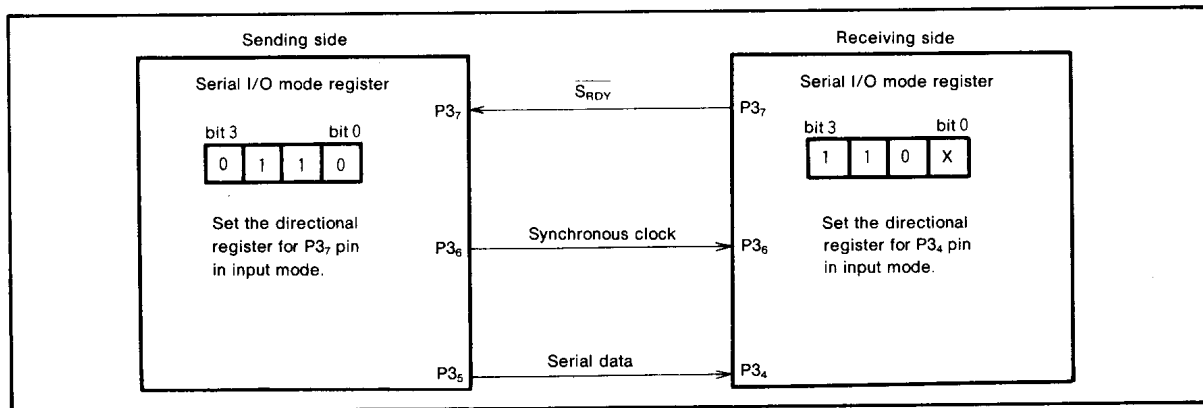 Sending side
Serial I/O mode register
bit 3 bit 0
0 1 1 0
Set the directional
register for P3₇ pin
in input mode.
P3₇
P3₆
P3₅
S̅R̅D̅Y̅
Synchronous clock
Serial data
Receiving side
Serial I/O mode register
P3₇
bit 3 bit 0
1 1 0 X
Set the directional
register for P3₄ pin
in input mode.
P3₆
P3₄